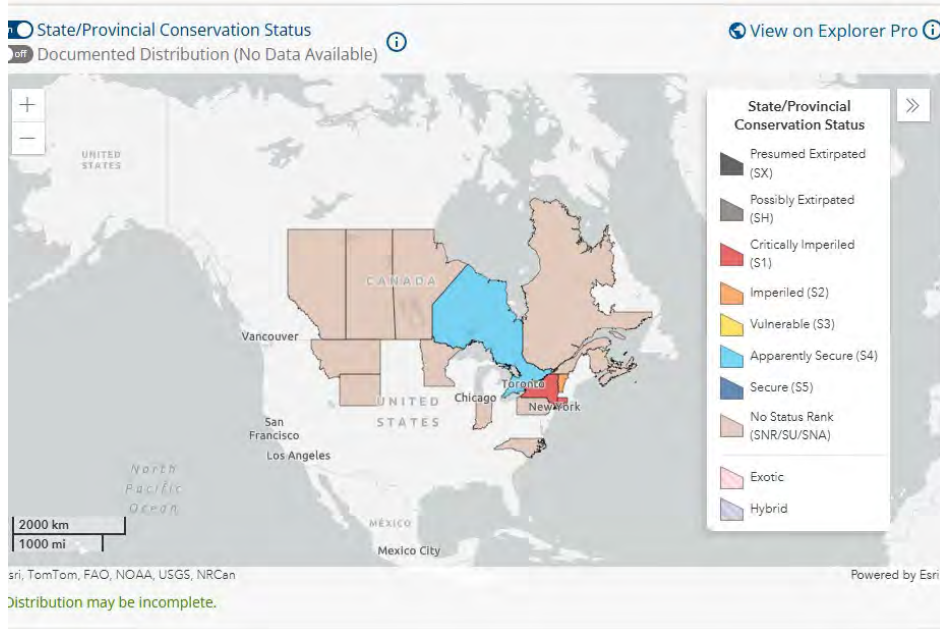 State/Provincial Conservation Status
off Documented Distribution (No Data Available)
View on Explorer Pro
UNITED
STATES
CANADA
Vancouver
Toronto
Chicago
New York
UNITED
STATES
San
Francisco
Los Angeles
North
Pacific
Ocean
MÉXICO
Mexico City
+
−
2000 km
1000 mi
State/Provincial
Conservation Status
Presumed Extirpated
(SX)
Possibly Extirpated
(SH)
Critically Imperiled
(S1)
Imperiled (S2)
Vulnerable (S3)
Apparently Secure (S4)
Secure (S5)
No Status Rank
(SNR/SU/SNA)
Exotic
Hybrid
sri, TomTom, FAO, NOAA, USGS, NRCan
Powered by Esri
Distribution may be incomplete.